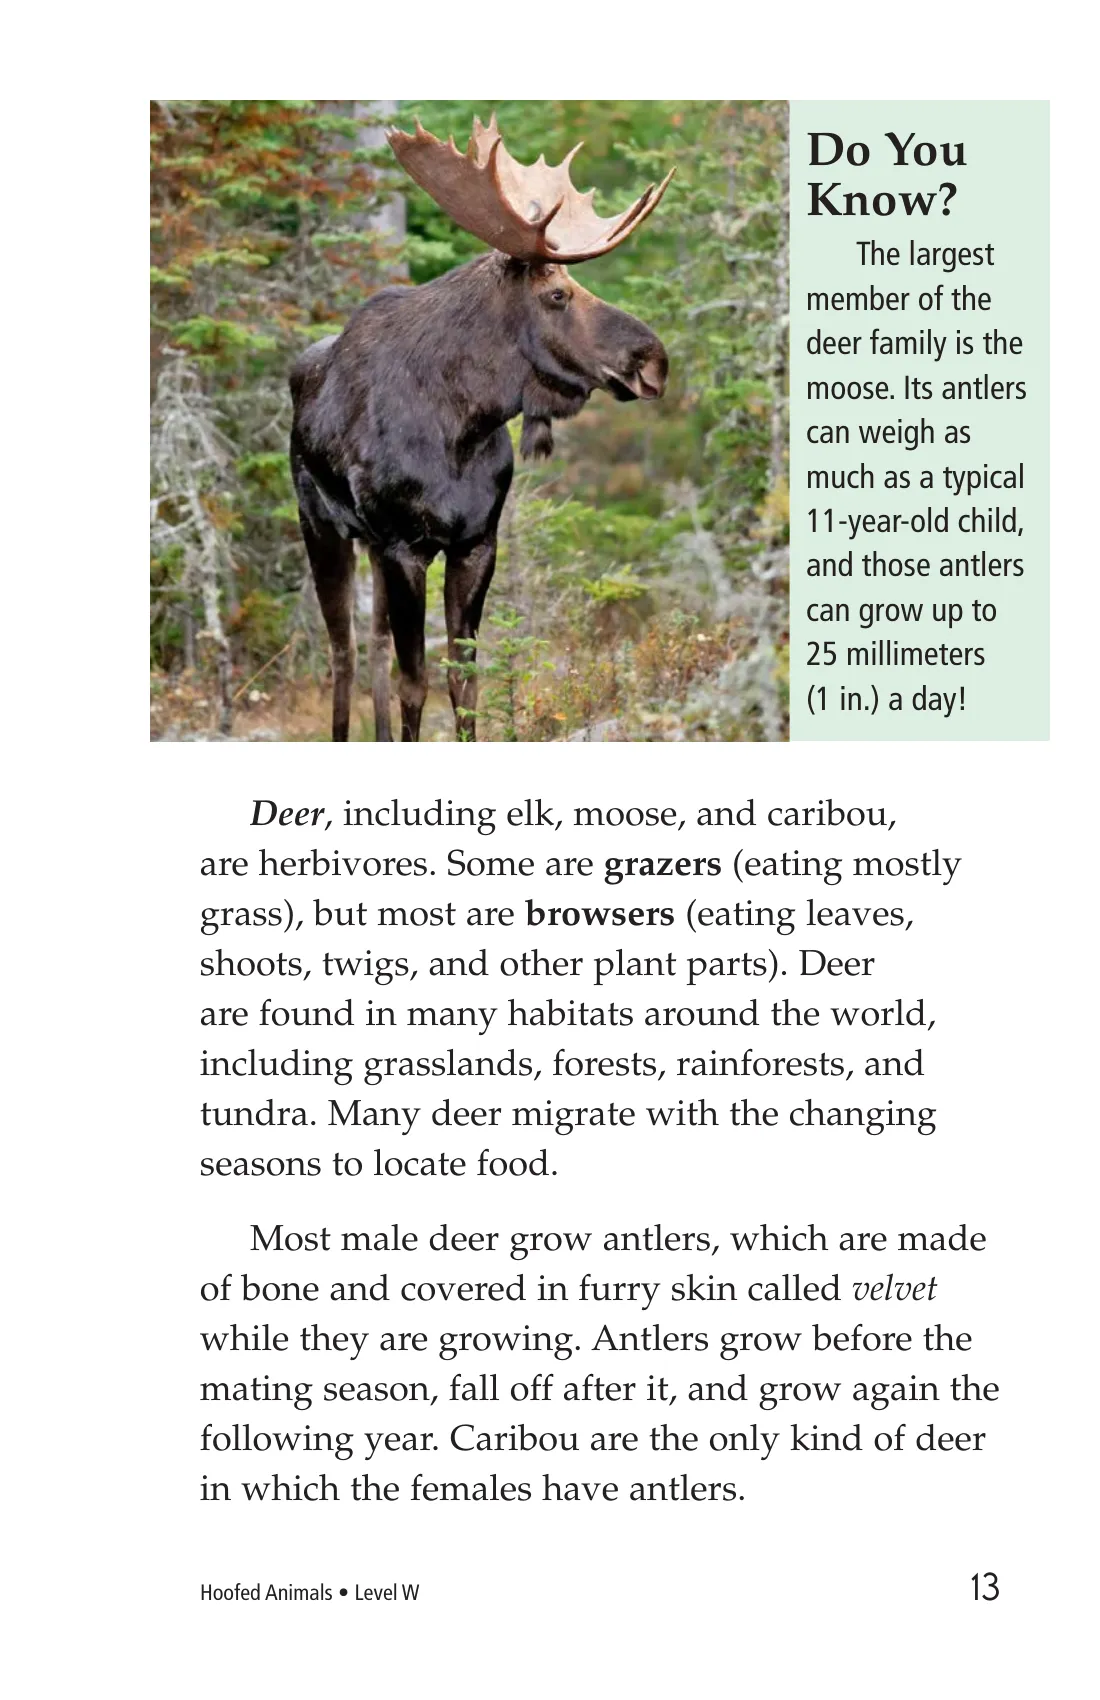 Do You
Know?
The largest
member of the
deer family is the
moose. Its antlers
can weigh as
much as a typical
11-year-old child,
and those antlers
can grow up to
25 millimeters
(1 in.) a day!
Deer, including elk, moose, and caribou,
are herbivores. Some are grazers (eating mostly
grass), but most are browsers (eating leaves,
shoots, twigs, and other plant parts). Deer
are found in many habitats around the world,
including grasslands, forests, rainforests, and
tundra. Many deer migrate with the changing
seasons to locate food.
Most male deer grow antlers, which are made
of bone and covered in furry skin called velvet
while they are growing. Antlers grow before the
mating season, fall off after it, and grow again the
following year. Caribou are the only kind of deer
in which the females have antlers.
Hoofed Animals • Level W
13